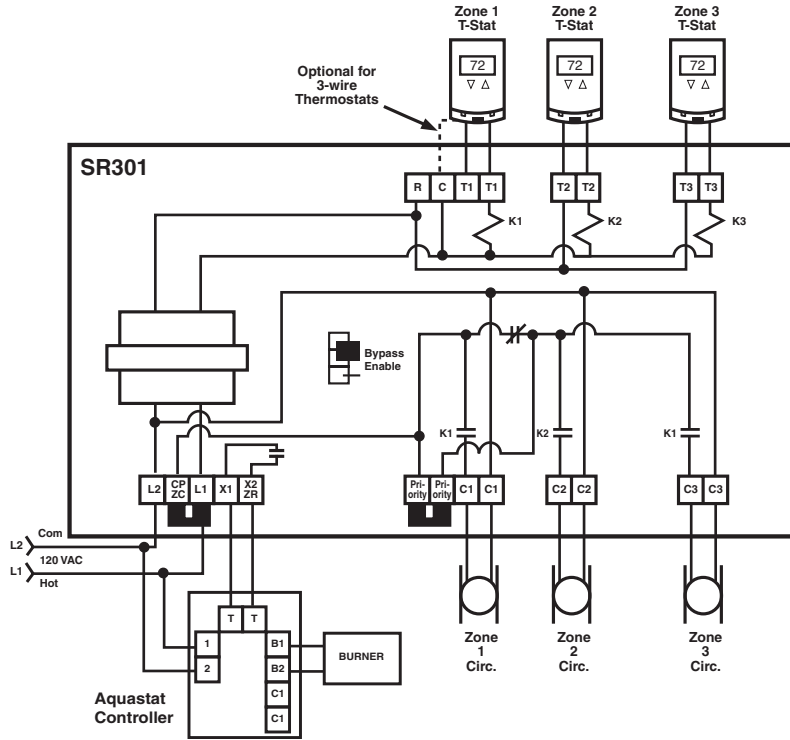 Zone 1
T-Stat
Zone 2
T-Stat
Zone 3
T-Stat
72
72
72
Optional for
3-wire
Thermostats
SR301
R
C
T1
T1
T2
T2
T3
T3
K1
K2
K3
Bypass
Enable
K1
K2
K1
L2
CP
ZC
L1
X1
X2
ZR
Pri-
ority
Pri-
ority
C1
C1
C2
C2
C3
C3
L2
Com
120 VAC
L1
Hot
T
T
1
2
B1
B2
C1
C1
BURNER
Aquastat
Controller
Zone
1
Circ.
Zone
2
Circ.
Zone
3
Circ.